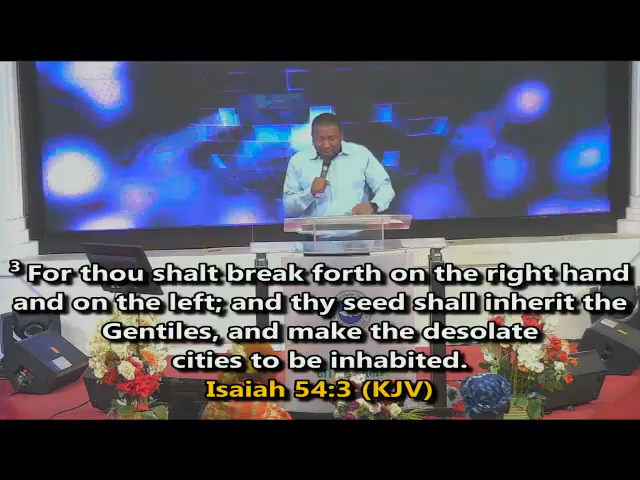 3 For thou shalt break forth on the right hand
and on the left; and thy seed shall inherit the
Gentiles, and make the desolate
cities to be inhabited.
Isaiah 54:3 (KJV)